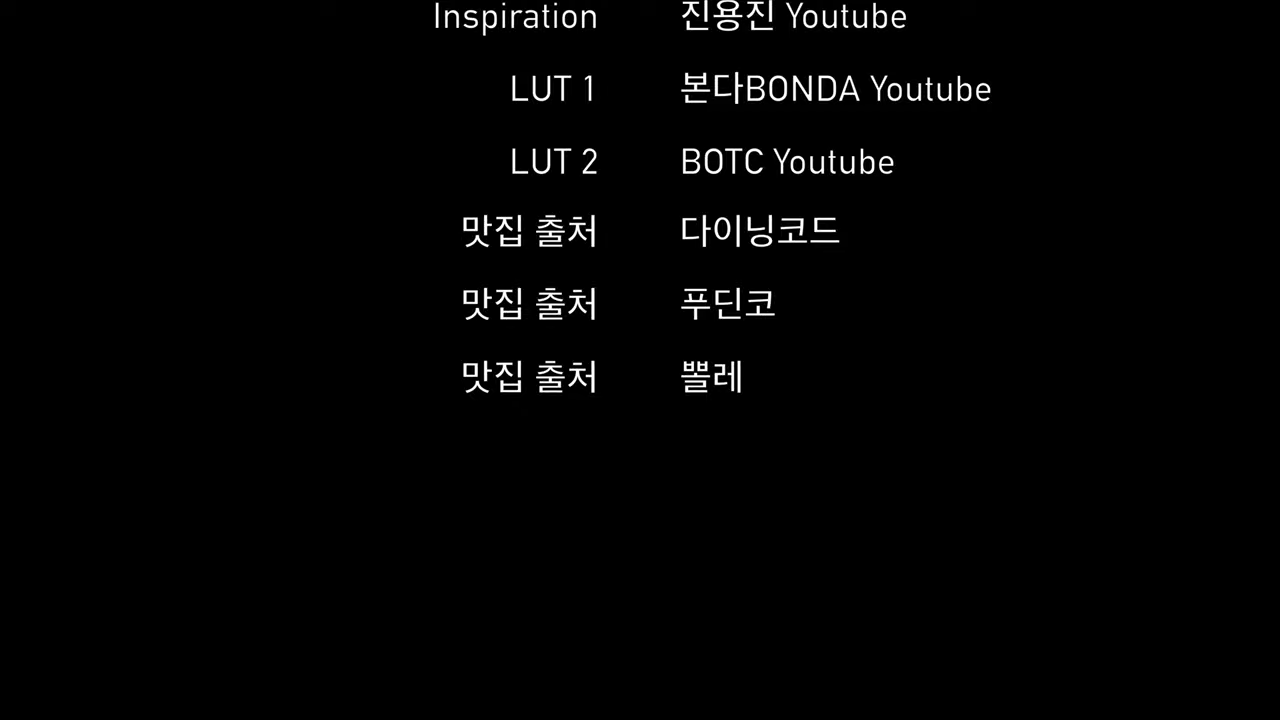 Inspiration 진용진 Youtube
LUT 1 본다BONDA Youtube
LUT 2 BOTC Youtube
맛집 출처 다이닝코드
맛집 출처 푸딘코
맛집 출처 뽈레